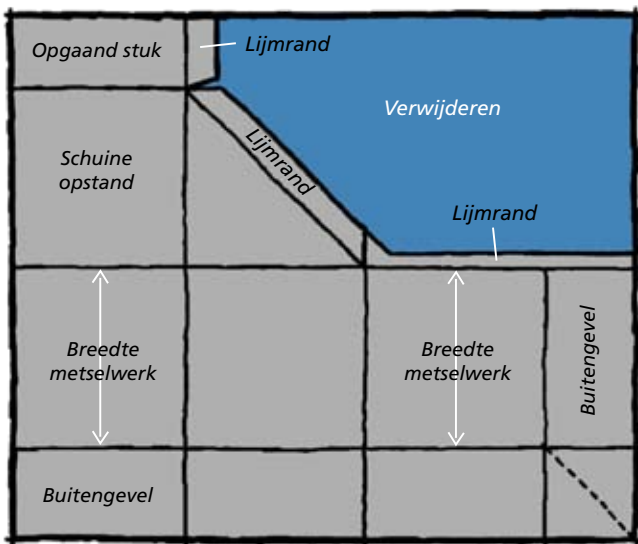 Opgaand stuk
Lijmrand
Verwijderen
Lijmrand
Schuine
opstand
Lijmrand
Breedte
metselwerk
Breedte
metselwerk
Buitengevel
Buitengevel